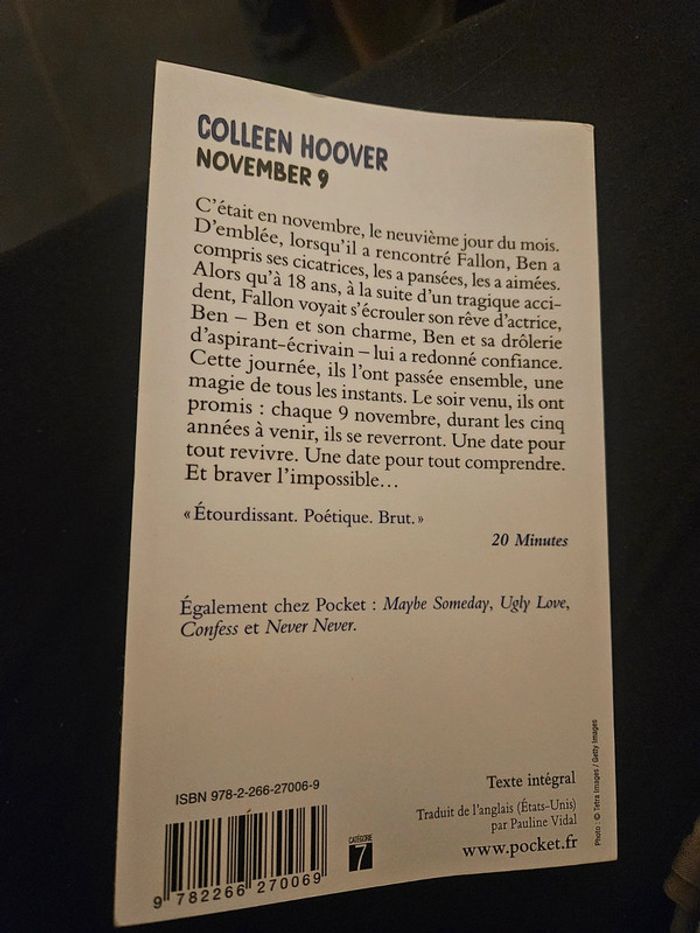 COLLEEN HOOVER
NOVEMBER 9
C'était en novembre, le neuvième jour du mois.
D'emblée, lorsqu'il a rencontré Fallon, Ben a
compris ses cicatrices, les a pansées, les a aimées.
Alors qu'à 18 ans, à la suite d'un tragique acci-
dent, Fallon voyait s'écrouler son rêve d'actrice,
Ben – Ben et son charme, Ben et sa drôlerie
d'aspirant-écrivain – lui a redonné confiance.
Cette journée, ils l'ont passée ensemble, une
magie de tous les instants. Le soir venu, ils ont
promis : chaque 9 novembre, durant les cinq
années à venir, ils se reverront. Une date pour
tout revivre. Une date pour tout comprendre.
Et braver l'impossible…
« Étourdissant. Poétique. Brut. »
20 Minutes
Également chez Pocket : Maybe Someday, Ugly Love,
Confess et Never Never.
ISBN 978-2-266-27006-9
9 782266 270069
CATÉGORIE
7
Texte intégral
Traduit de l'anglais (États-Unis)
par Pauline Vidal
www.pocket.fr
Photo : © Tetra Images / Getty Images